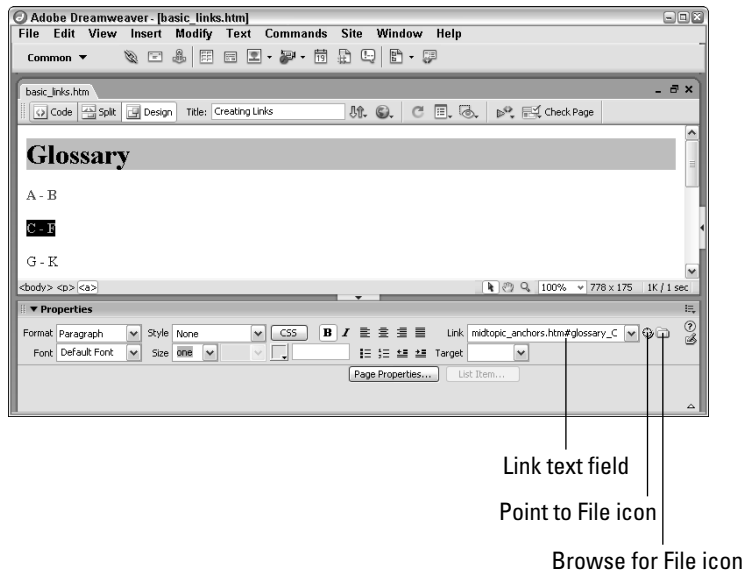 Adobe Dreamweaver - [basic_links.htm]
File Edit View Insert Modify Text Commands Site Window Help
Common
basic_links.htm
Code Split Design Title: Creating Links Check Page
Glossary
A - B
C - F
G - K
<body> <p> <a> 100% 778 x 175 1K / 1 sec
Properties
Format Paragraph Style None CSS B I Link midtopic_anchors.htm#glossary_C
Font Default Font Size one Target
Page Properties... List Item...
Link text field
Point to File icon
Browse for File icon